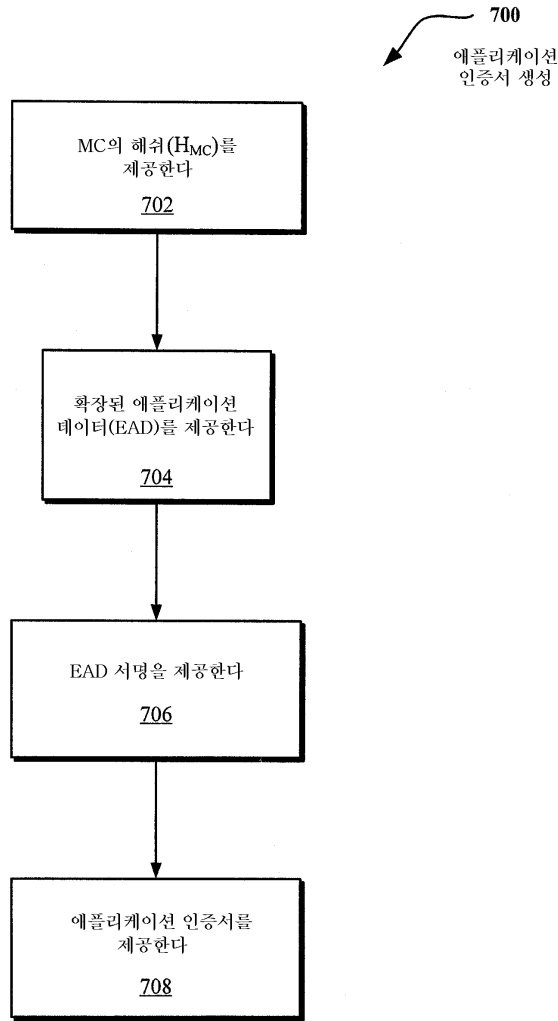 700
애플리케이션
인증서 생성
MC의 해쉬(HMC)를
제공한다
702
확장된 애플리케이션
데이터(EAD)를 제공한다
704
EAD 서명을 제공한다
706
애플리케이션 인증서를
제공한다
708